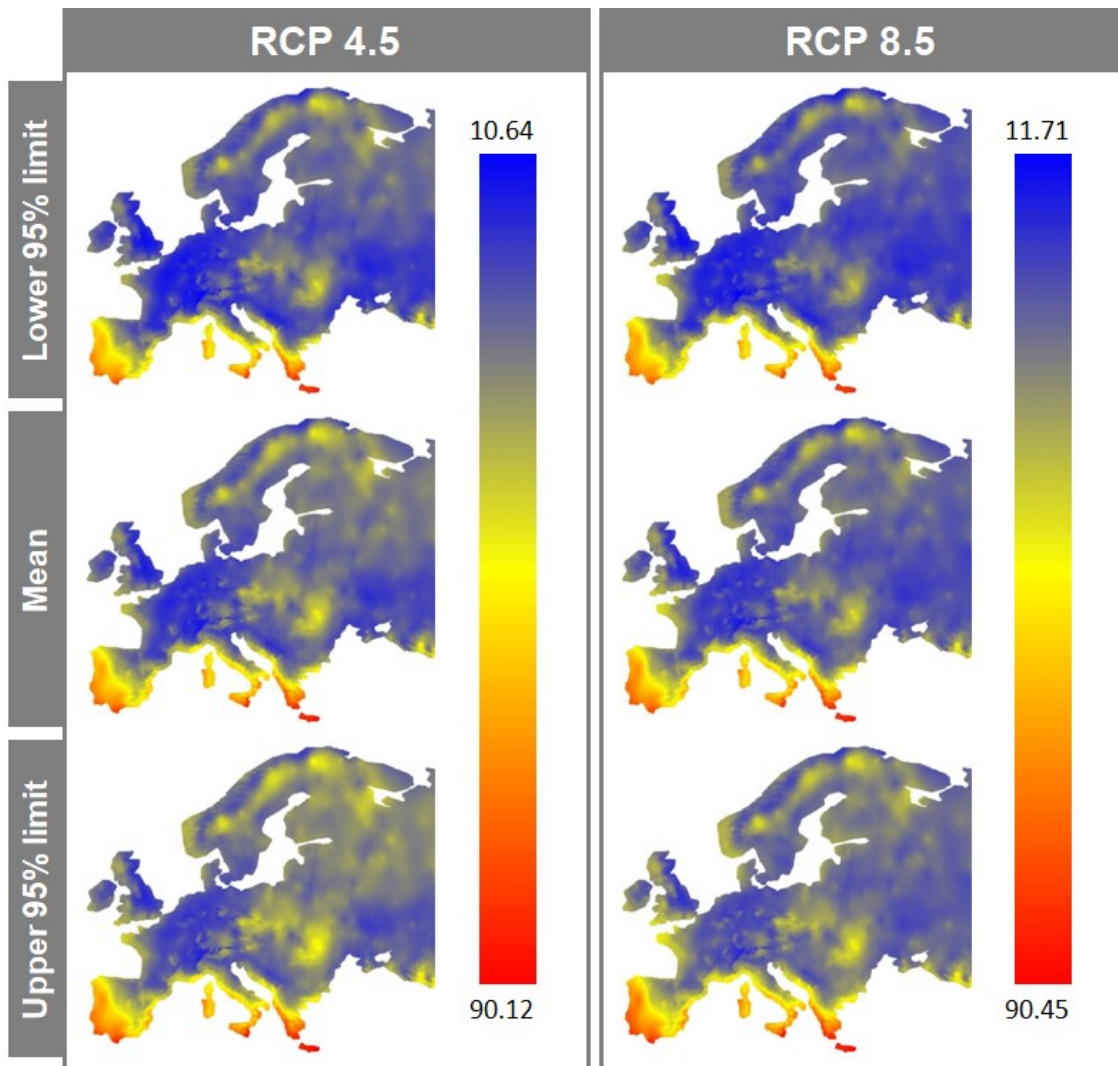 RCP 4.5
RCP 8.5
Lower 95% limit
10.64
11.71
Mean
Upper 95% limit
90.12
90.45